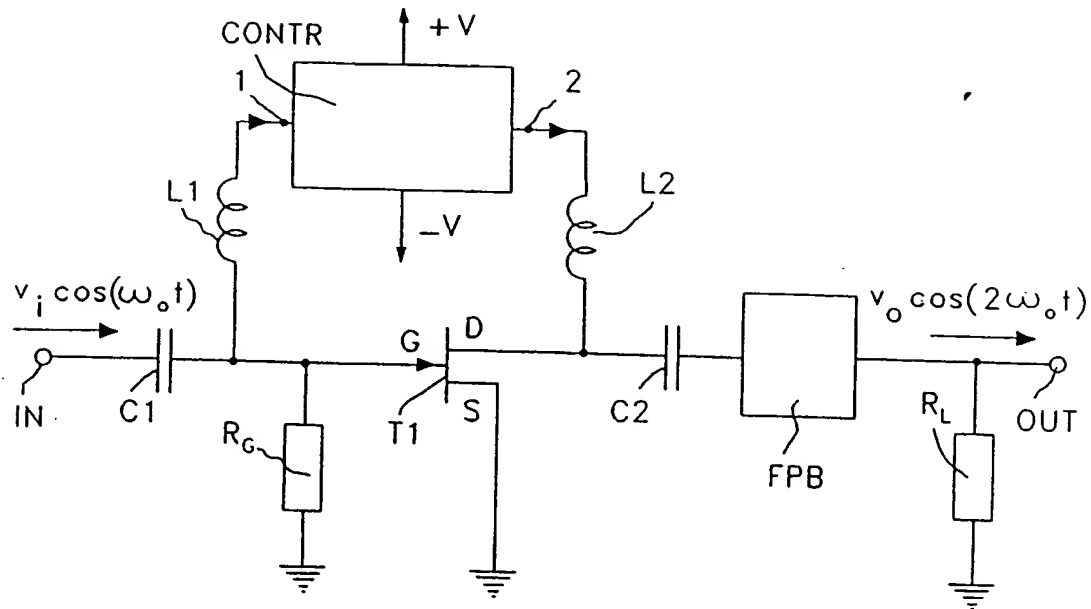 CONTR
+V
1
2
L1
L2
–V
v_i cos(ω_o t)
v_o cos(2ω_o t)
G
D
S
IN
C1
R_G
T1
C2
FPB
R_L
OUT